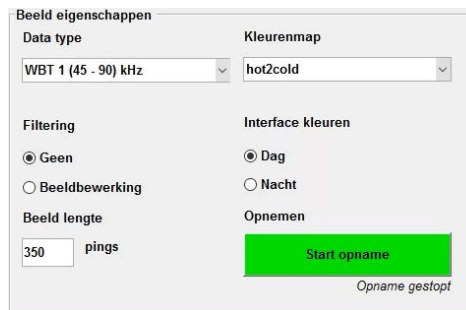 Beeld eigenschappen
Data type
WBT 1 (45 - 90) kHz
Kleurenmap
hot2cold
Filtering
Geen
Beeldbewerking
Interface kleuren
Dag
Nacht
Beeld lengte
350 pings
Opnemen
Start opname
Opname gestopt